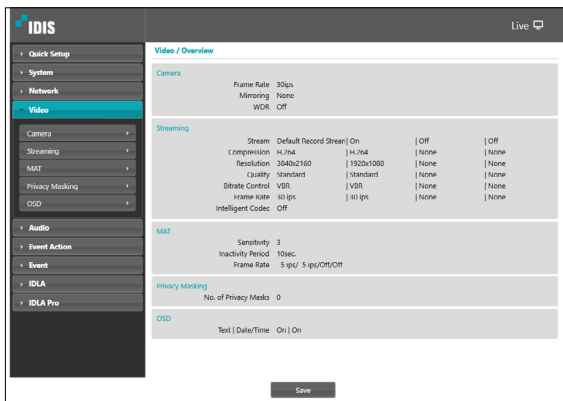 IDIS
Live
Quick Setup
System
Network
Video
Camera
Streaming
MAT
Privacy Masking
OSD
Audio
Event Action
Event
IDLA
IDLA Pro
Video / Overview
Camera
Frame Rate 30ips
Mirroring None
WDR Off
Streaming
Stream Default Record Stream| On | Off | Off
Compression H.264 | H.264 | None | None
Resolution 3840x2160 | 1920x1080 | None | None
Quality Standard | Standard | None | None
Bitrate Control VBR | VBR | None | None
Frame Rate 30 ips | 30 ips | None | None
Intelligent Codec Off
MAT
Sensitivity 3
Inactivity Period 10sec.
Frame Rate 5 ips/ 5 ips/Off/Off
Privacy Masking
No. of Privacy Masks 0
OSD
Text | Date/Time On | On
Save